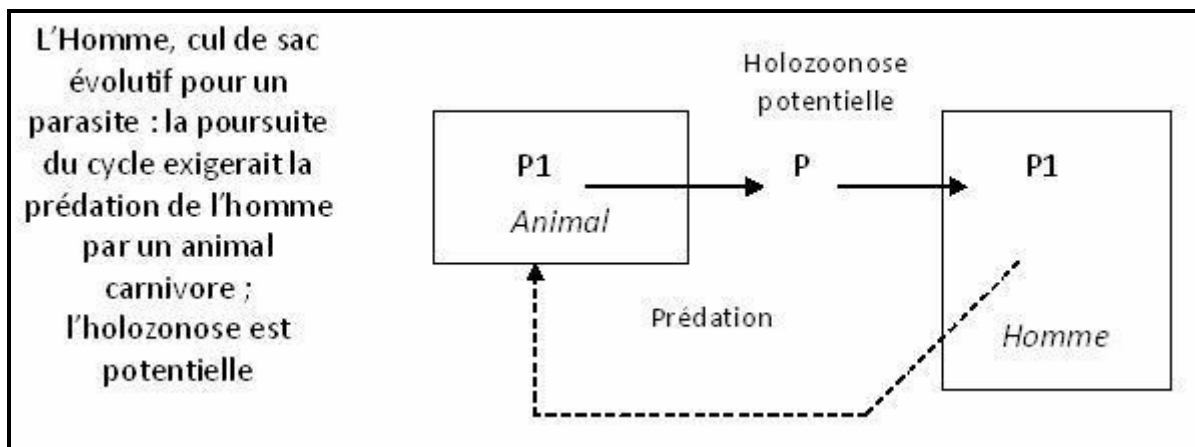 L'Homme, cul de sac
évolutif pour un
parasite : la poursuite
du cycle exigerait la
prédation de l'homme
par un animal
carnivore ;
l'holozonose est
potentielle
Holozoonose
potentielle
P1
P
P1
Animal
Prédation
Homme